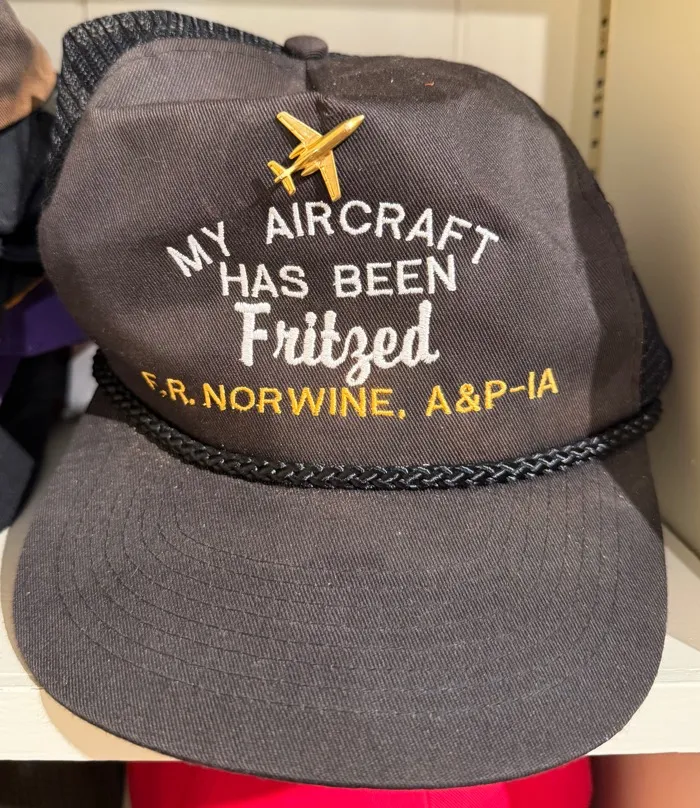 MY AIRCRAFT
HAS BEEN
Fritzed
F.R. NORWINE, A&P-IA